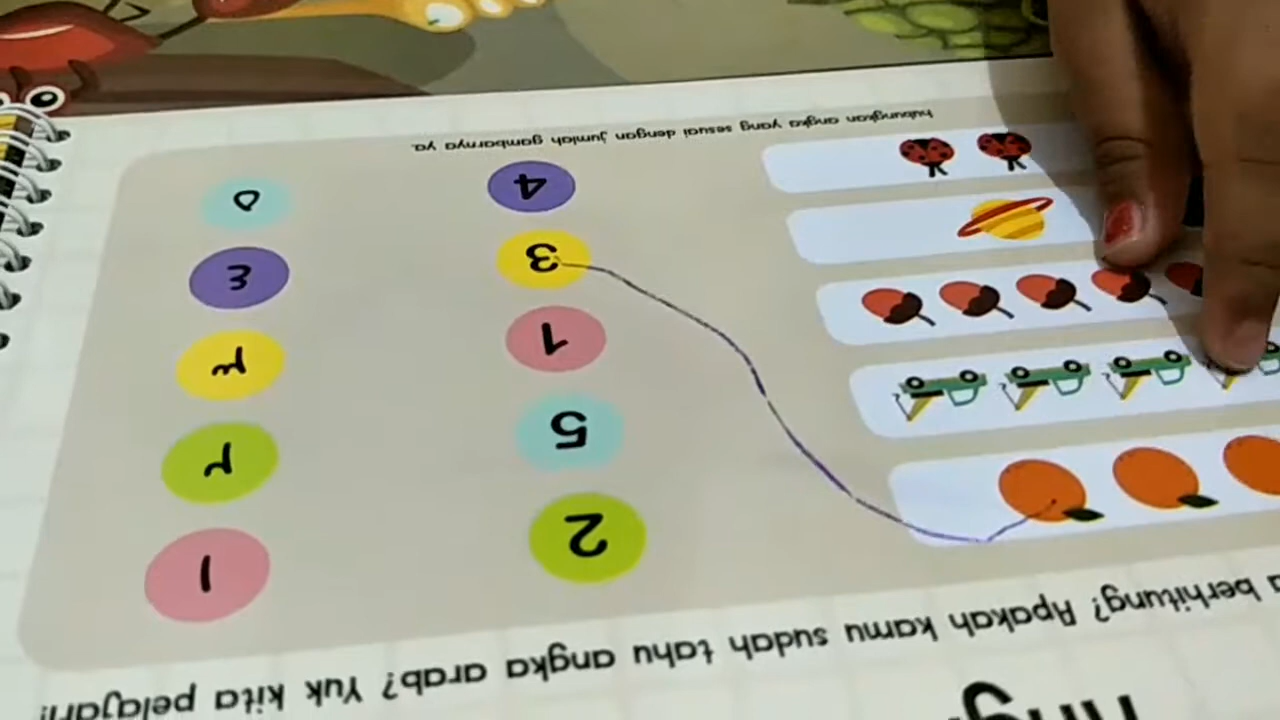 berhitung? Apakah kamu sudah tahu angka arab? Yuk kita pelajari!
2 ١
5 ٢
1 ٣
3 ٤
4 ٥
hubungkan angka yang sesuai dengan jumlah gambarnya ya.